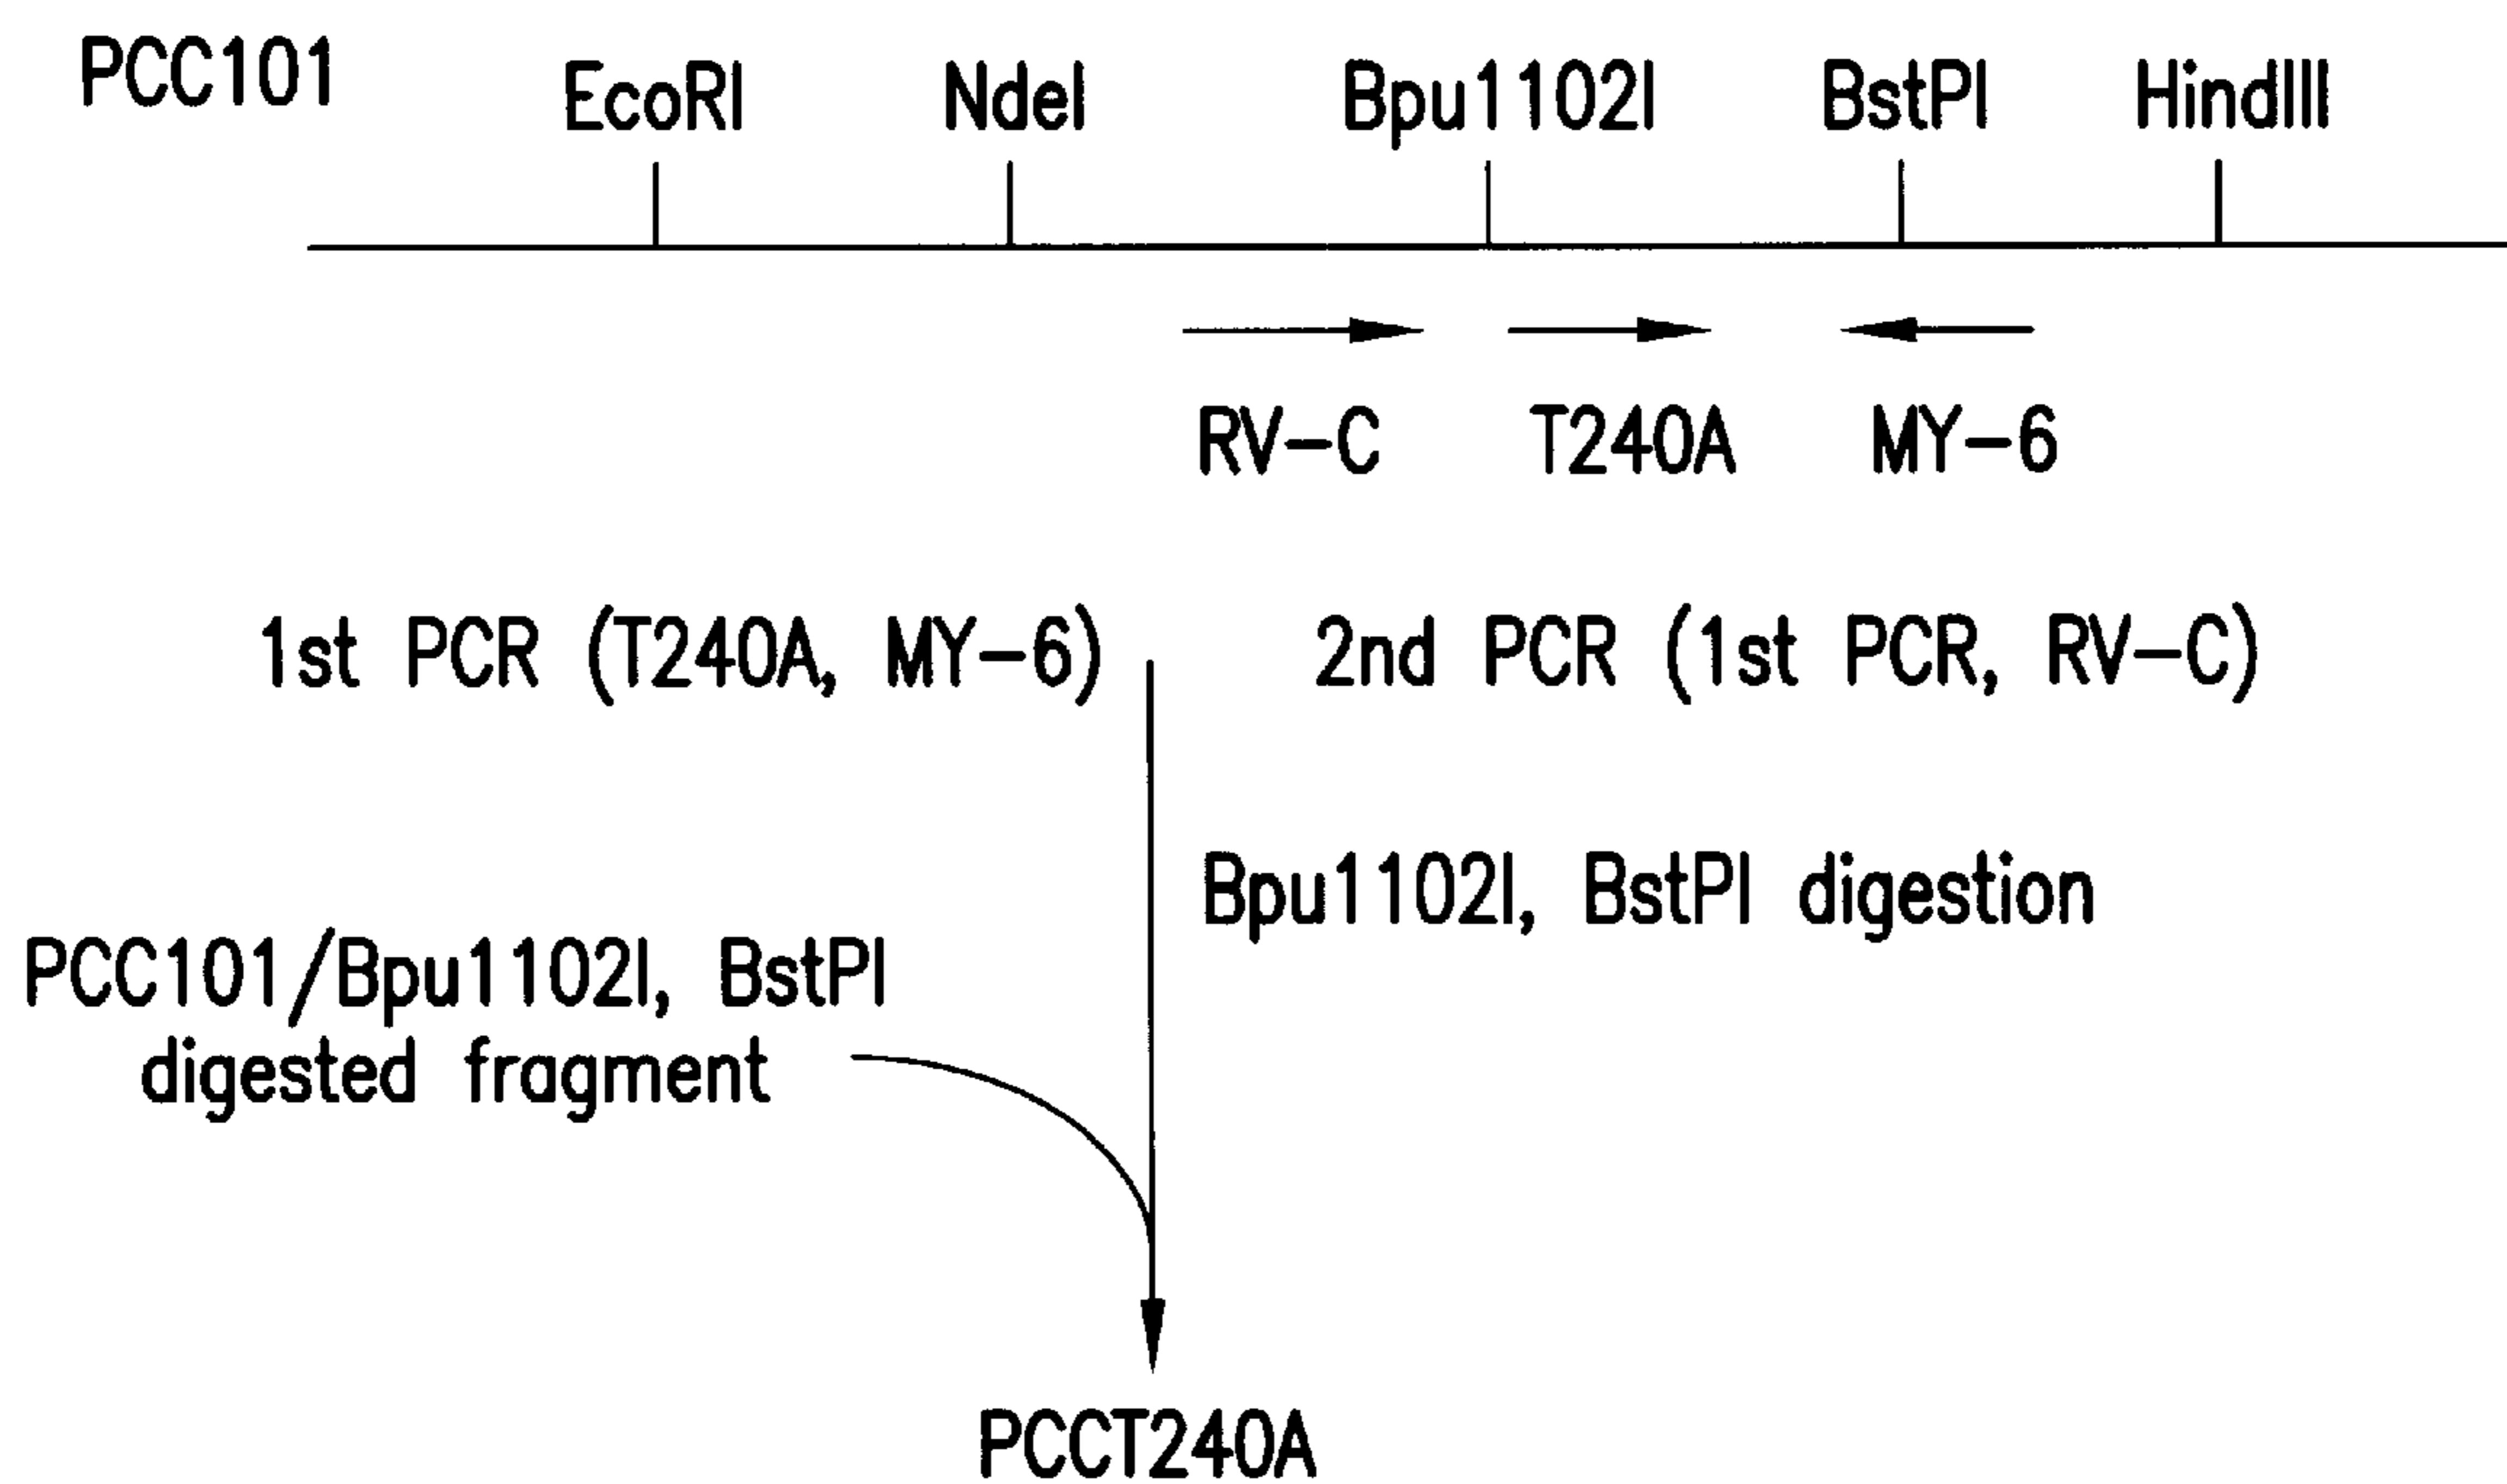 PCC101
EcoRI NdeI Bpu1102I BstPI HindIII
RV-C T240A MY-6
1st PCR (T240A, MY-6) 2nd PCR (1st PCR, RV-C)
Bpu1102I, BstPI digestion
PCC101/Bpu1102I, BstPI
digested fragment
PCCT240A